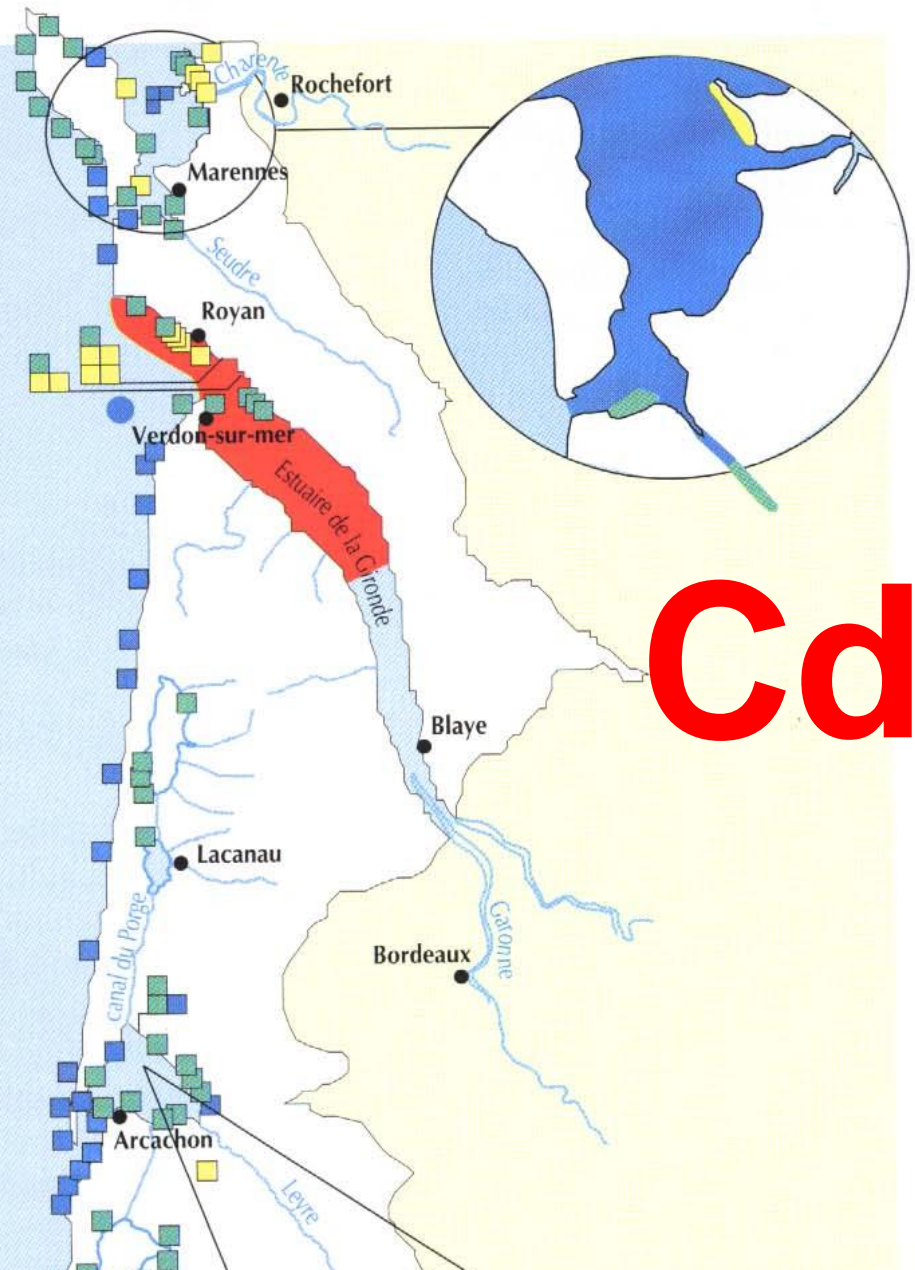 Charente
Rochefort
Marennes
Seudre
Royan
Verdon-sur-mer
Estuaire de la Gironde
Cd
Blaye
Lacanau
canal du Porge
Garonne
Bordeaux
Arcachon
Leyre